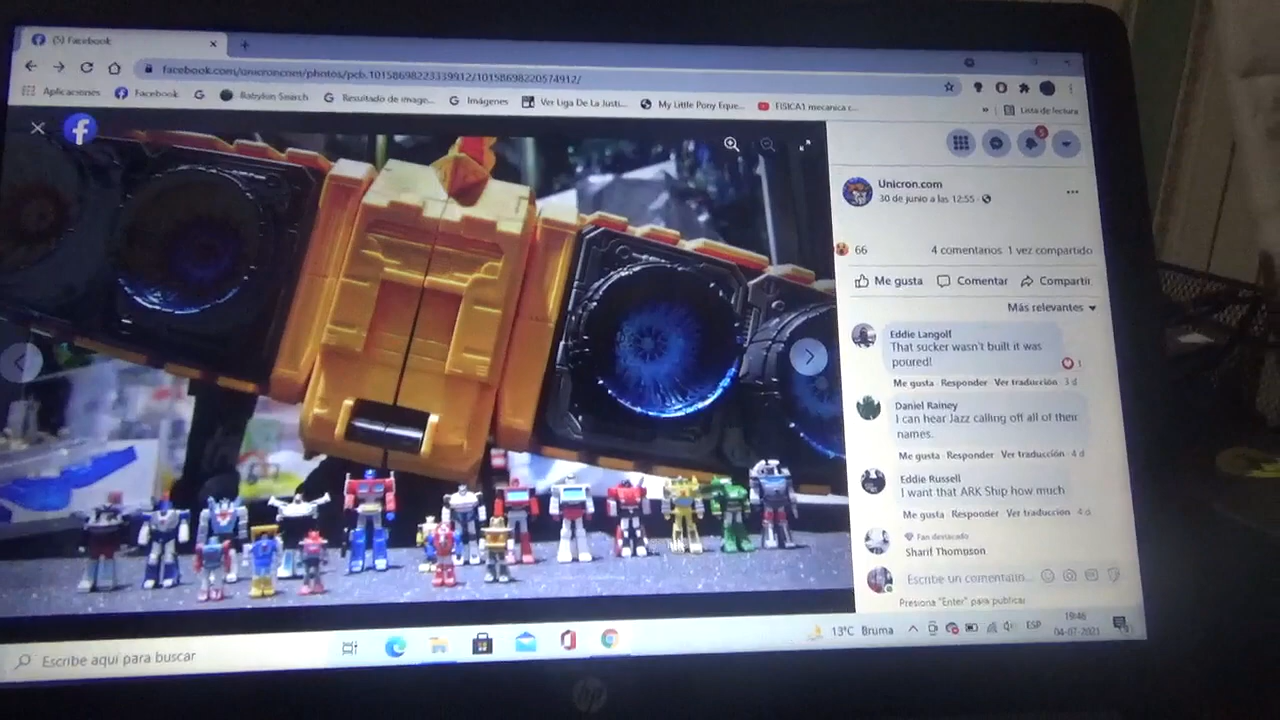 (5) Facebook
facebook.com/unicroncom/photos/pcb.10158698223339912/10158698220574912/
Aplicaciones Facebook G Babylon Search Resultado de image... Imágenes Ver Liga De La Justi... My Little Pony Eque... FISICA1 mecanica c... » Lista de lectura
5
Unicron.com
30 de junio a las 12:55 ·
66 4 comentarios 1 vez compartido
Me gusta Comentar Compartir
Más relevantes
Eddie Langolf
That sucker wasn't built it was
poured!
1
Me gusta · Responder · Ver traducción · 3 d
Daniel Rainey
I can hear Jazz calling off all of their
names.
Me gusta · Responder · Ver traducción · 4 d
Eddie Russell
I want that ARK Ship how much
Me gusta · Responder · Ver traducción · 4 d
Fan destacado
Sharif Thompson
Escribe un comentario...
Presiona "Enter" para publicar.
Escribe aquí para buscar
13°C Bruma
ESP
19:46
04-07-2021
hp